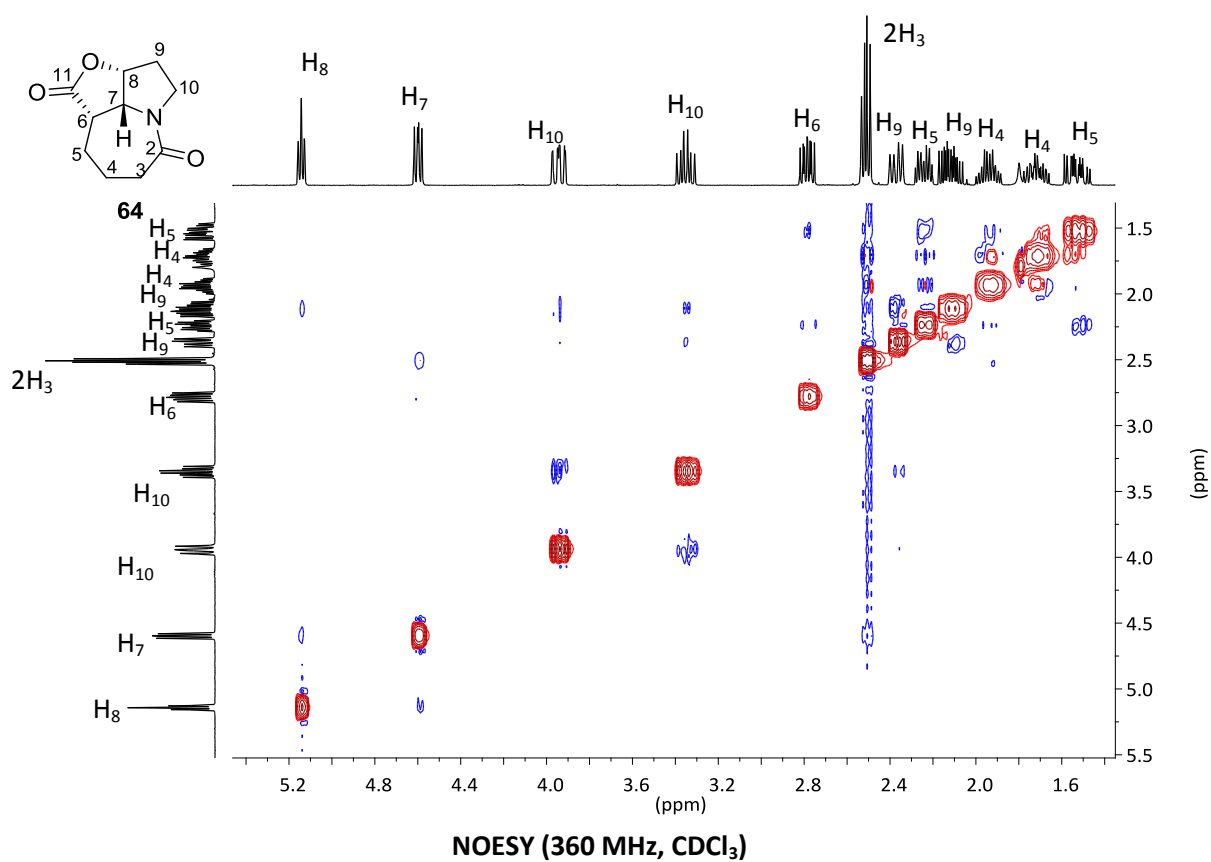 2H₃
H₈
H₇
H₁₀
H₁₀
H₆
H₉
H₅
H₉
H₄
H₄
H₅
9
O
8
10
11
O
7
N
6
H
2
O
5
4
3
64
H₅
H₄
H₄
H₉
H₅
H₉
2H₃
H₆
H₁₀
H₁₀
H₇
H₈
1.5
2.0
2.5
3.0
3.5
4.0
4.5
5.0
5.5
(ppm)
5.2 4.8 4.4 4.0 3.6 3.2 2.8 2.4 2.0 1.6
(ppm)
NOESY (360 MHz, CDCl₃)